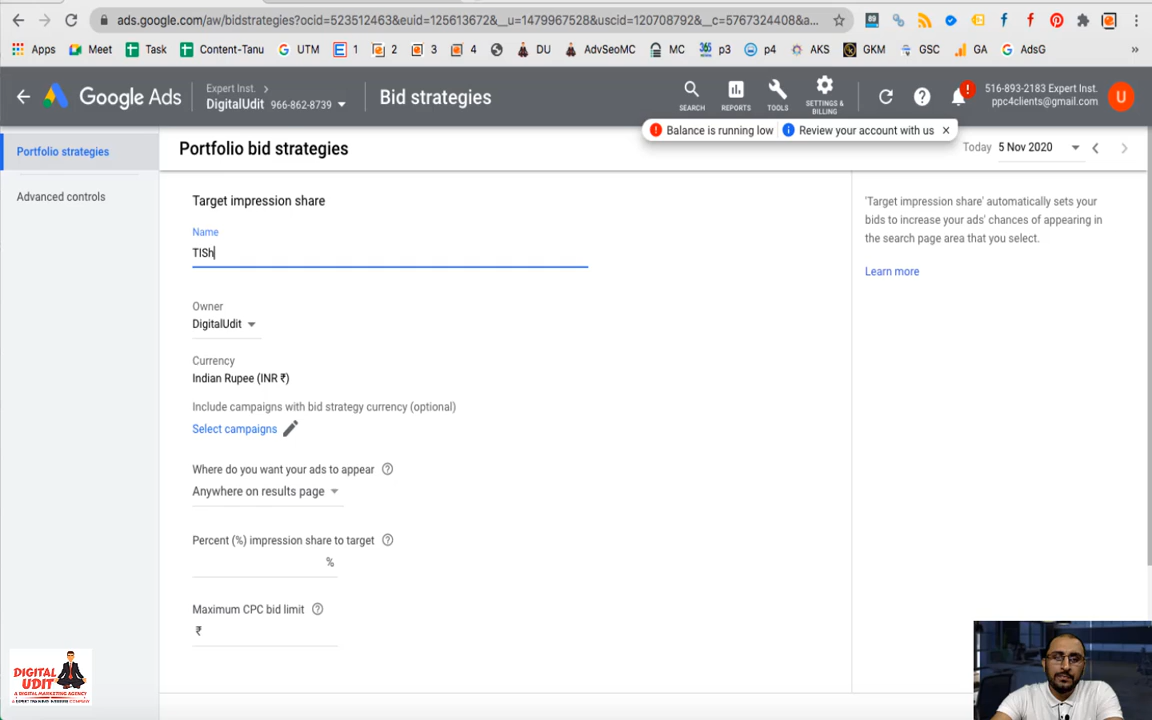 ads.google.com/aw/bidstrategies?ocid=523512463&euid=125613672&__u=1479967528&uscid=120708792&__c=5767324408&a...
Apps Meet Task Content-Tanu UTM 1 2 3 4 DU AdvSeoMC MC p3 p4 AKS GKM GSC GA AdsG »
Google Ads
Expert Inst.
DigitalUdit 966-862-8739
Bid strategies
SEARCH
REPORTS
TOOLS
SETTINGS &
BILLING
516-893-2183 Expert Inst.
ppc4clients@gmail.com
U
Balance is running low
Review your account with us
Portfolio strategies
Advanced controls
Portfolio bid strategies
Today 5 Nov 2020
Target impression share
Name
TISh
Owner
DigitalUdit
Currency
Indian Rupee (INR ₹)
Include campaigns with bid strategy currency (optional)
Select campaigns
Where do you want your ads to appear
Anywhere on results page
Percent (%) impression share to target
%
Maximum CPC bid limit
₹
'Target impression share' automatically sets your
bids to increase your ads' chances of appearing in
the search page area that you select.
Learn more
DIGITAL
UDIT
A DIGITAL MARKETING AGENCY